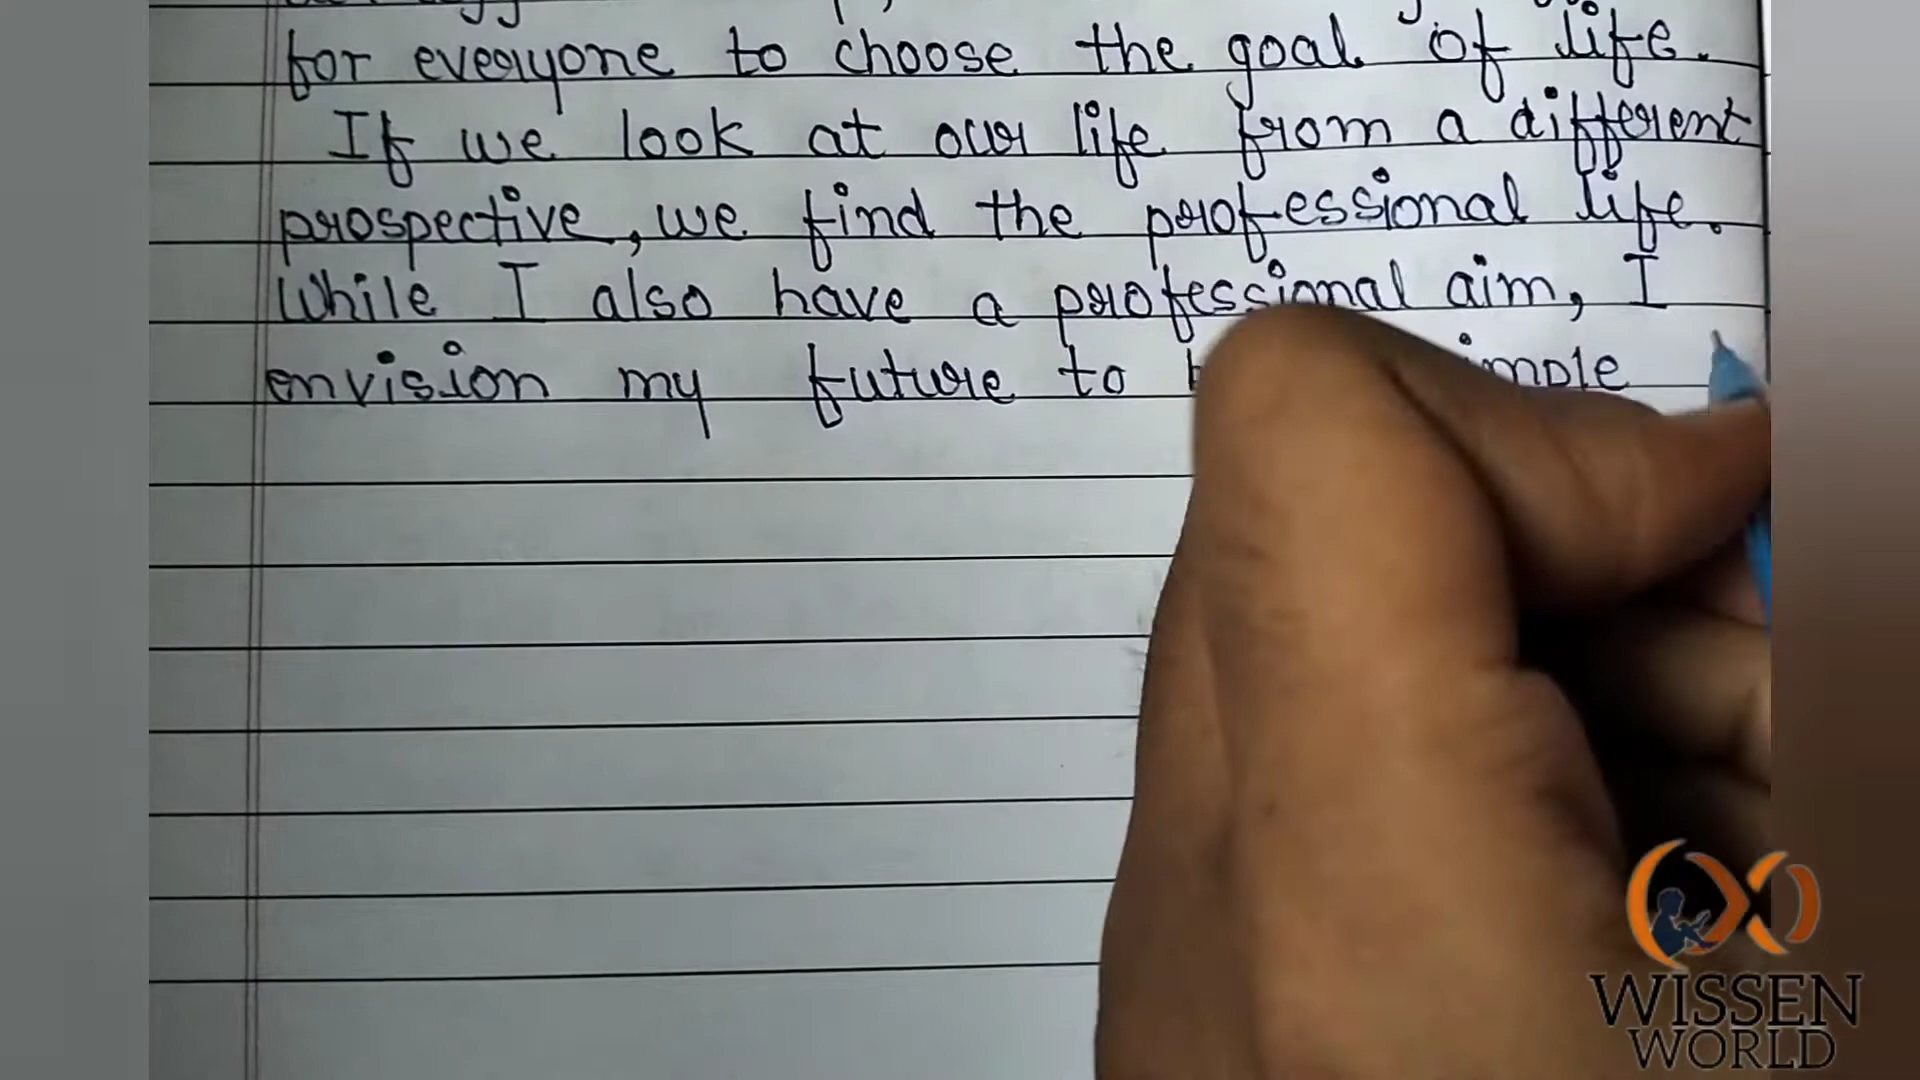 for everyone to choose the goal of life.
If we look at our life from a different
prospective, we find the professional life.
While I also have a professional aim, I
envision my future to
WISSEN
WORLD